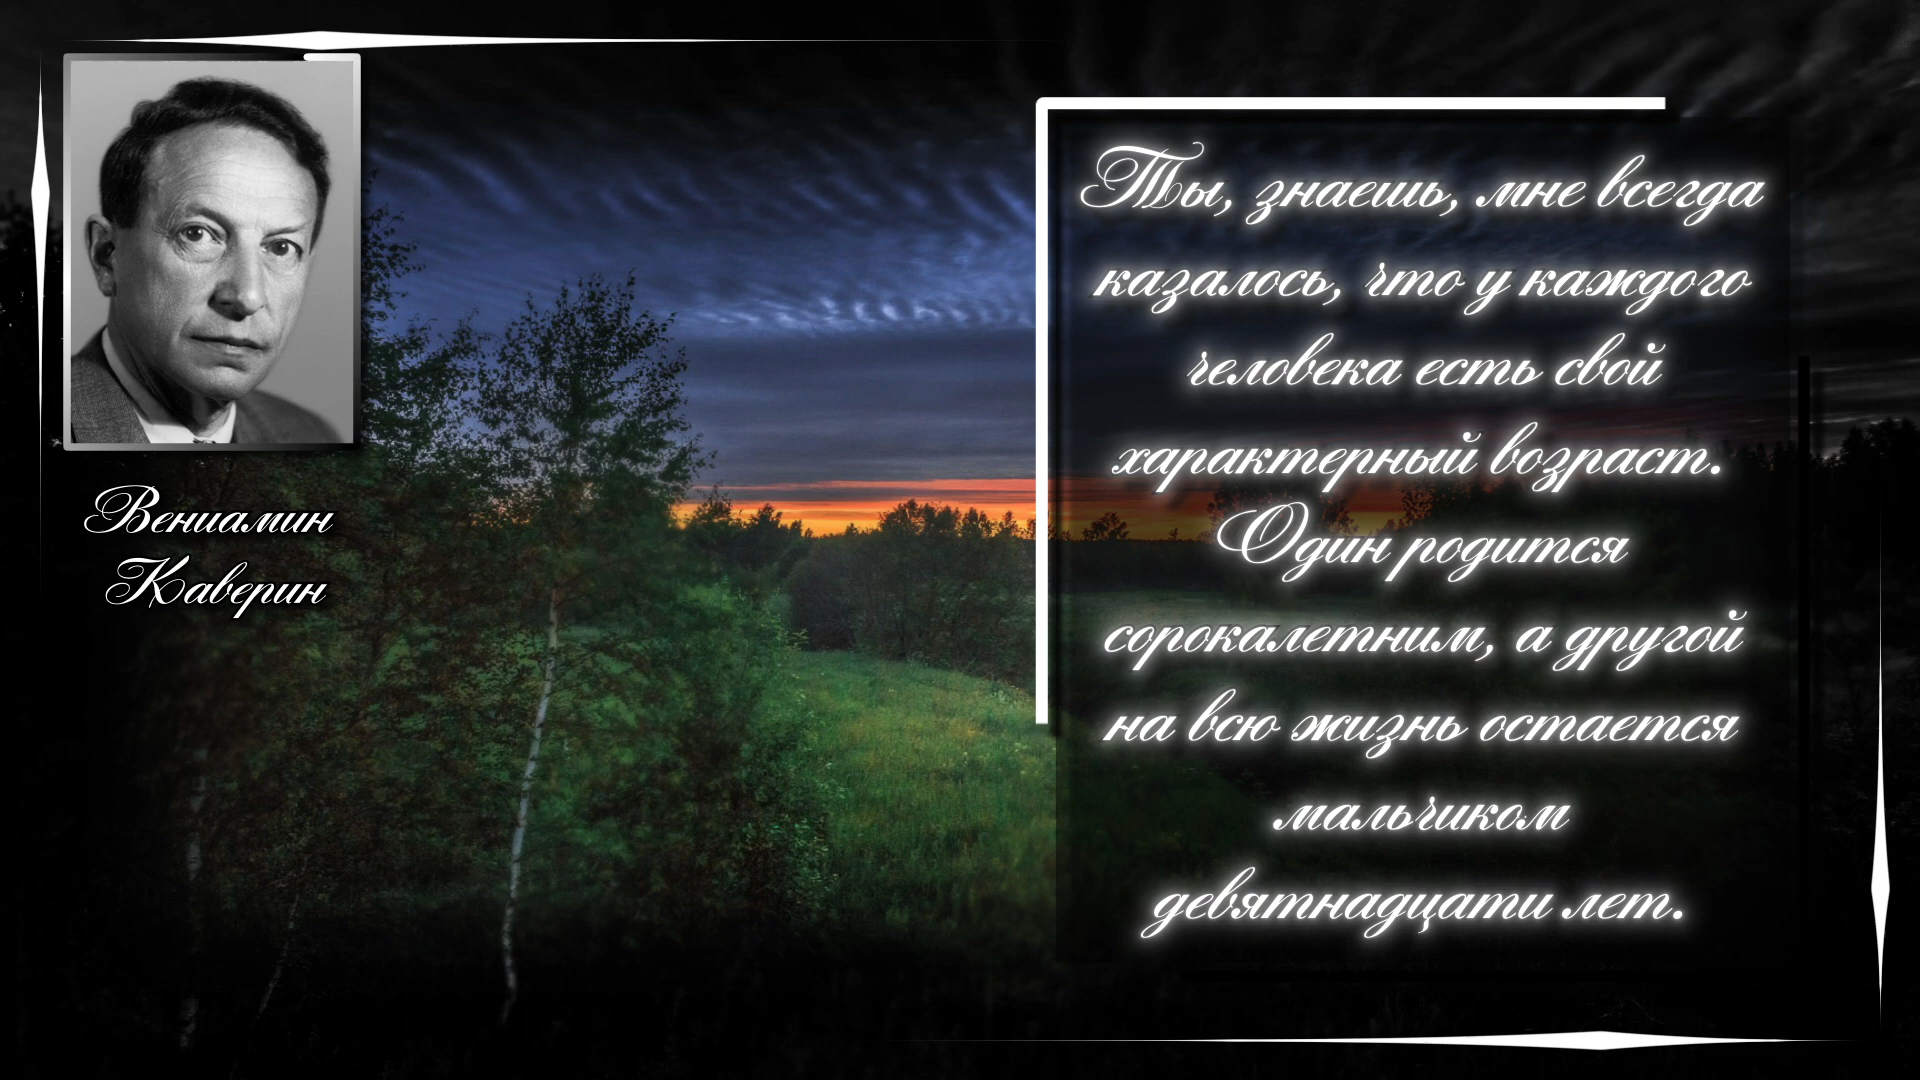 Вениамин
Каверин
Ты, знаешь, мне всегда
казалось, что у каждого
человека есть свой
характерный возраст.
Один родится
сорокалетним, а другой
на всю жизнь остается
мальчиком
девятнадцати лет.